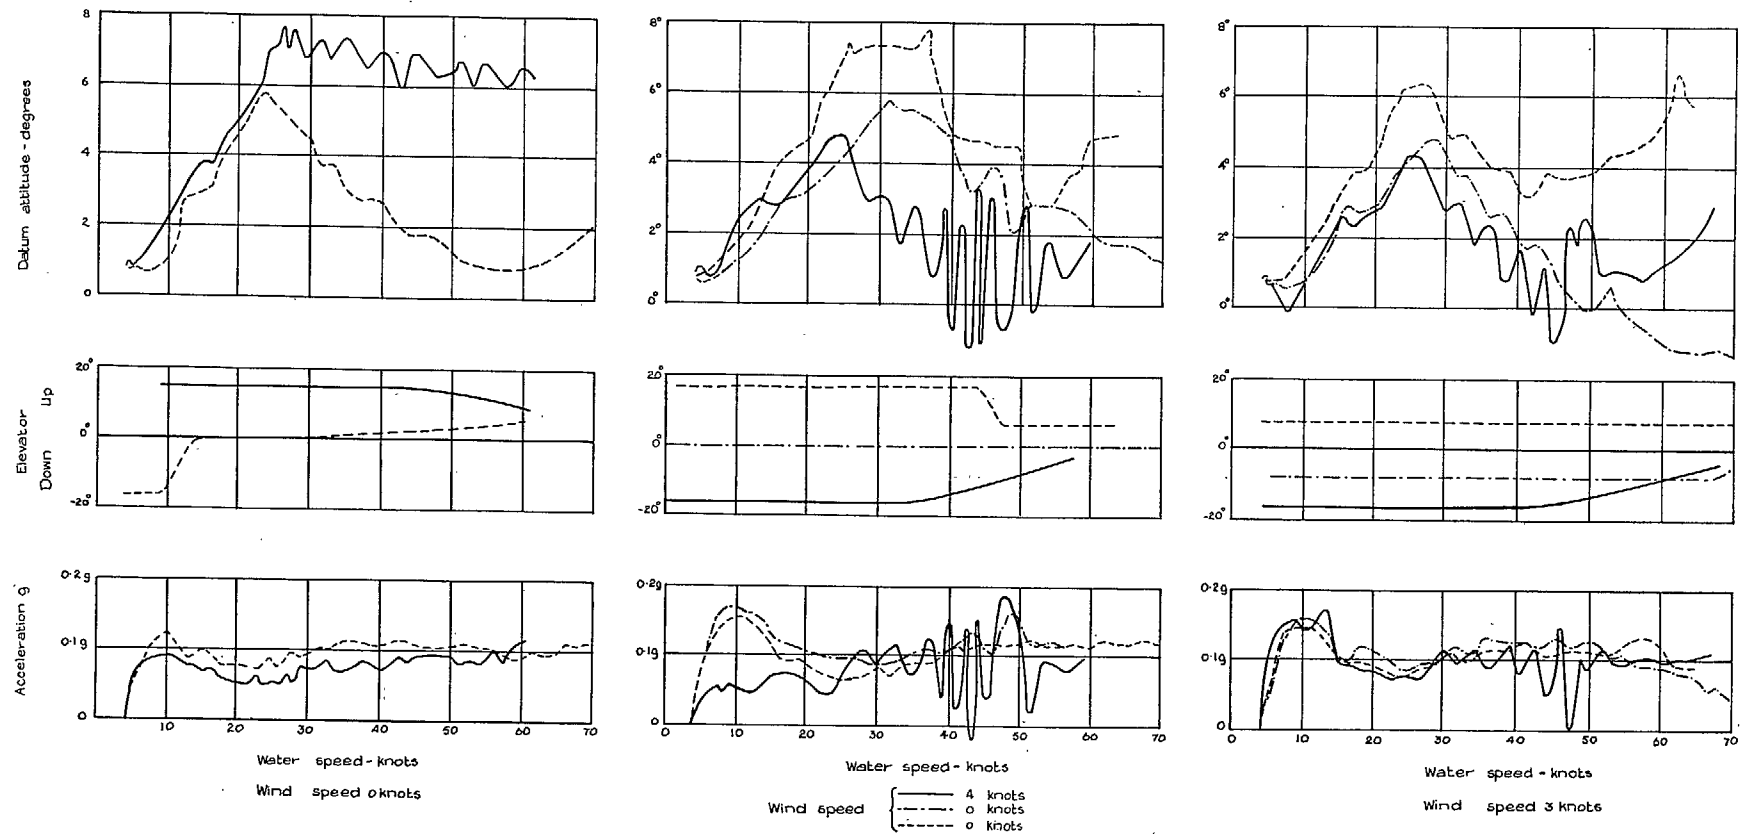 8
6
4
2
0
Datum attitude - degrees
8°
6°
4°
2°
0°
8°
6°
4°
2°
0°
20°
0°
-20°
Elevator
Down Up
20°
0°
-20°
20°
0°
-20°
0.2g
0.1g
0
Acceleration g
10 20 30 40 50 60 70
Water speed - knots
Wind speed 0 knots
0.2g
0.1g
0
0 10 20 30 40 50 60 70
Water speed - knots
Wind speed
4 knots
0 knots
0 knots
0.2g
0.1g
0
0 10 20 30 40 50 60 70
Water speed - knots
Wind speed 3 knots